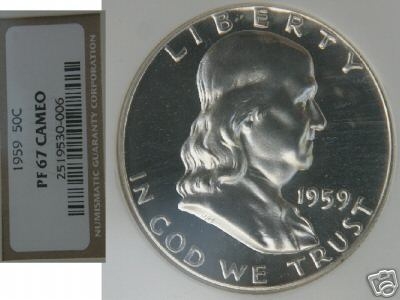 1959 50C
PF 67 CAMEO
2519530-006
NUMISMATIC GUARANTY CORPORATION
LIBERTY
1959
IN GOD WE TRUST